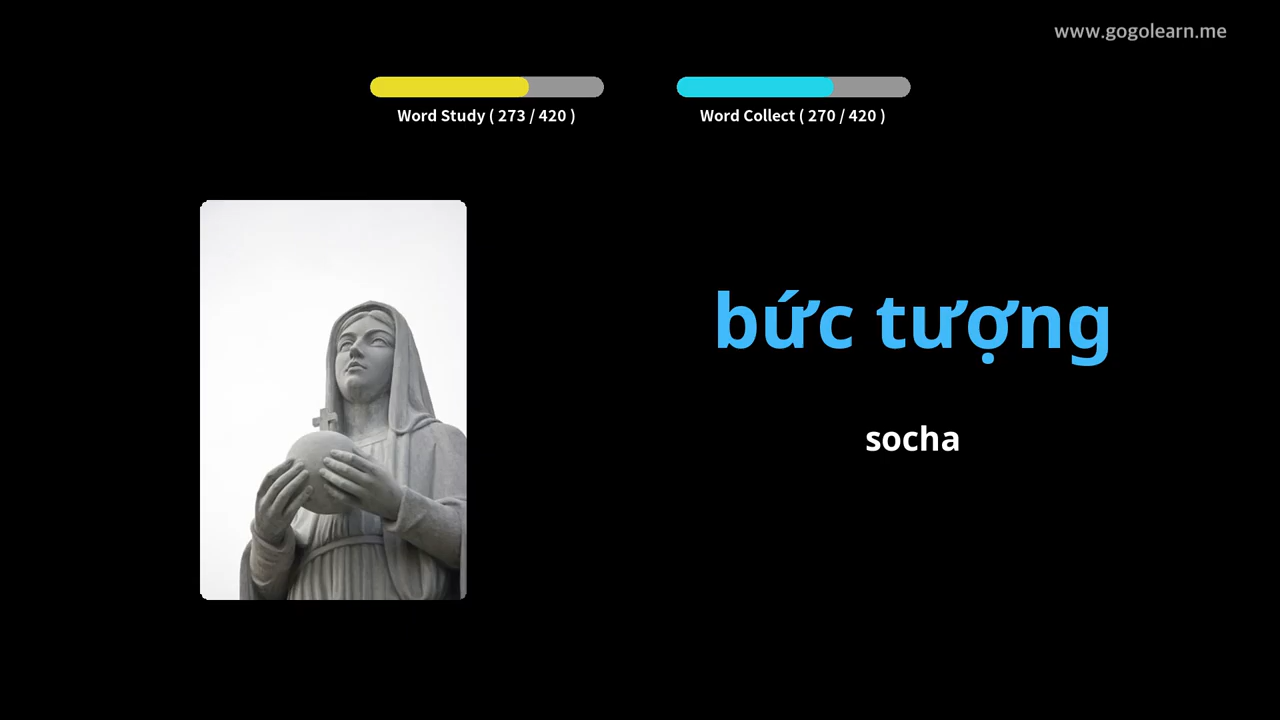 www.gogolearn.me
Word Study ( 273 / 420 )
Word Collect ( 270 / 420 )
bức tượng
socha